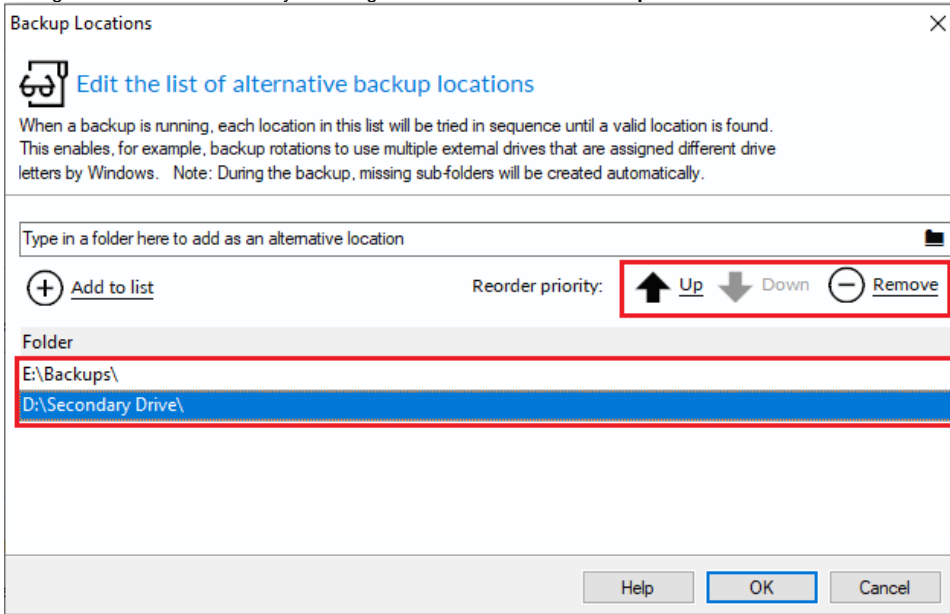 Backup Locations
Edit the list of alternative backup locations
When a backup is running, each location in this list will be tried in sequence until a valid location is found.
This enables, for example, backup rotations to use multiple external drives that are assigned different drive
letters by Windows. Note: During the backup, missing sub-folders will be created automatically.
Type in a folder here to add as an alternative location
Add to list Reorder priority: Up Down Remove
Folder
E:\Backups\
D:\Secondary Drive\
Help OK Cancel